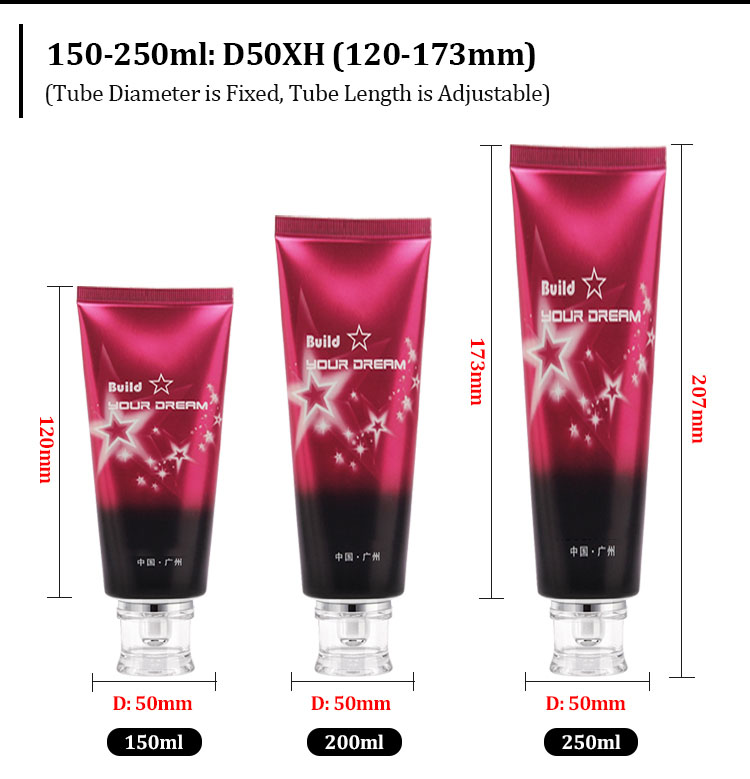 150-250ml: D50XH (120-173mm)
(Tube Diameter is Fixed, Tube Length is Adjustable)
120mm
Build
YOUR DREAM
中国·广州
D: 50mm
150ml
Build
YOUR DREAM
中国·广州
D: 50mm
200ml
173mm
Build
YOUR DREAM
中国·广州
207mm
D: 50mm
250ml